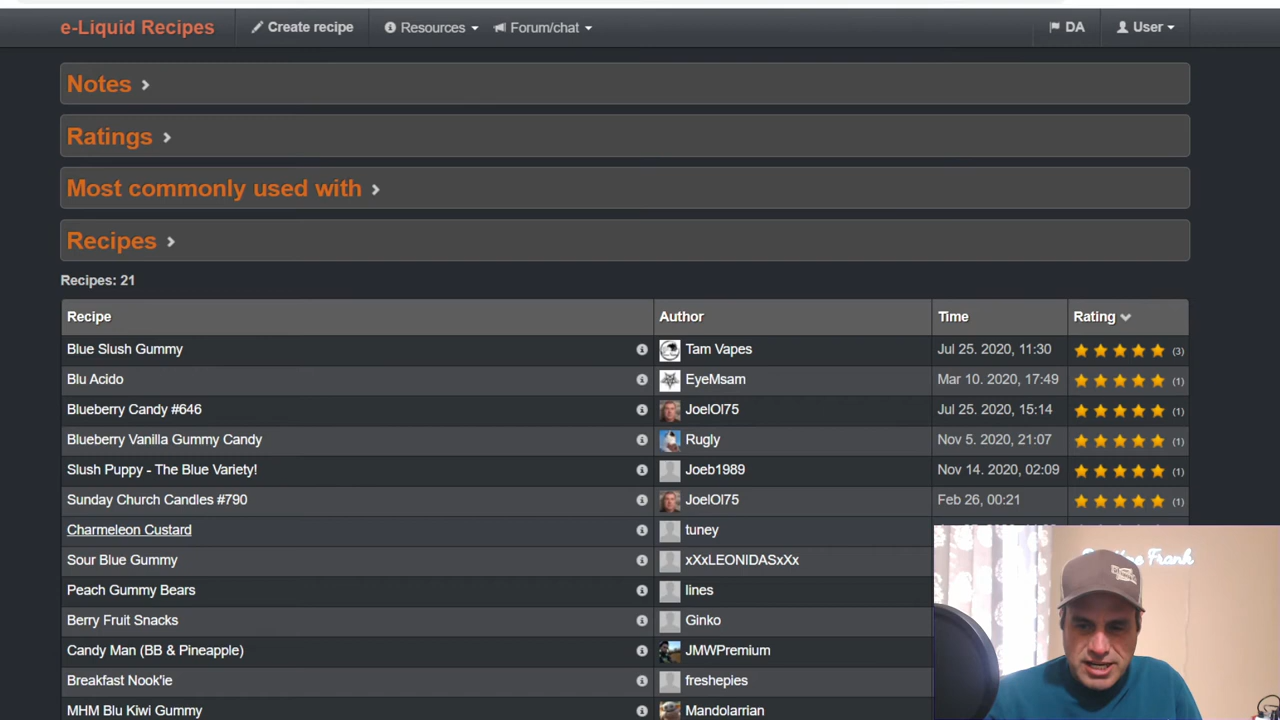 e-Liquid Recipes Create recipe Resources Forum/chat DA User
Notes
Ratings
Most commonly used with
Recipes
Recipes: 21
Recipe Author Time Rating
Blue Slush Gummy Tam Vapes Jul 25. 2020, 11:30 (3)
Blu Acido EyeMsam Mar 10. 2020, 17:49 (1)
Blueberry Candy #646 JoelOl75 Jul 25. 2020, 15:14 (1)
Blueberry Vanilla Gummy Candy Rugly Nov 5. 2020, 21:07 (1)
Slush Puppy - The Blue Variety! Joeb1989 Nov 14. 2020, 02:09 (1)
Sunday Church Candles #790 JoelOl75 Feb 26, 00:21 (1)
Charmeleon Custard tuney
Sour Blue Gummy xXxLEONIDASxXx
Frank
Peach Gummy Bears lines
Berry Fruit Snacks Ginko
Candy Man (BB & Pineapple) JMWPremium
Breakfast Nook'ie freshepies
MHM Blu Kiwi Gummy Mandolarrian